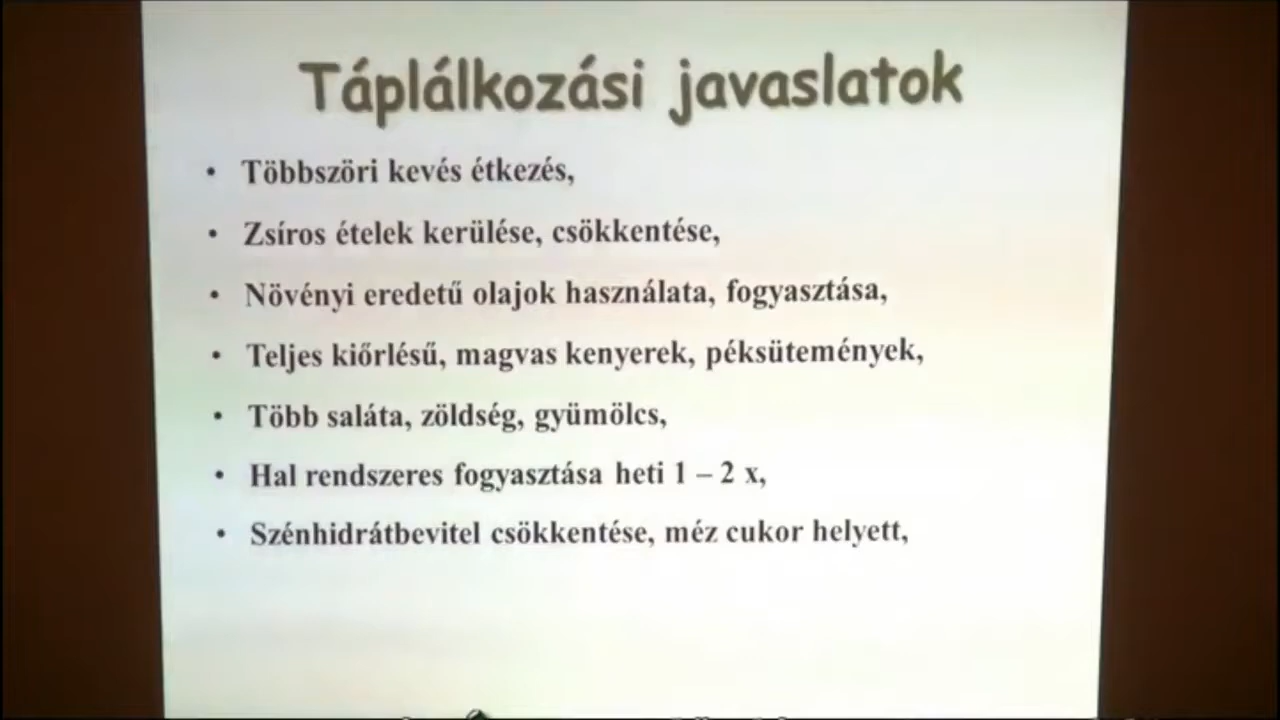 Táplálkozási javaslatok
• Többszöri kevés étkezés,
• Zsíros ételek kerülése, csökkentése,
• Növényi eredetű olajok használata, fogyasztása,
• Teljes kiőrlésű, magvas kenyerek, péksütemények,
• Több saláta, zöldség, gyümölcs,
• Hal rendszeres fogyasztása heti 1 – 2 x,
• Szénhidrátbevitel csökkentése, méz cukor helyett,